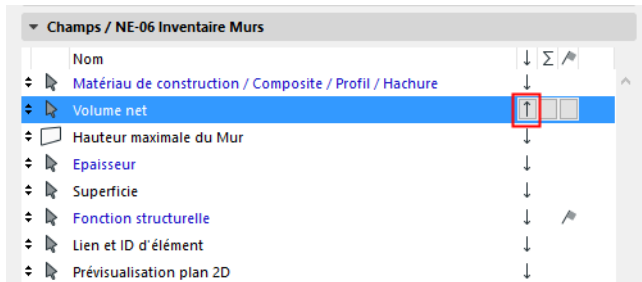 Champs / NE-06 Inventaire Murs
Nom ↓ Σ
Matériau de construction / Composite / Profil / Hachure ↓
Volume net ↑
Hauteur maximale du Mur ↓
Epaisseur ↓
Superficie ↓
Fonction structurelle ↓
Lien et ID d'élément ↓
Prévisualisation plan 2D ↓